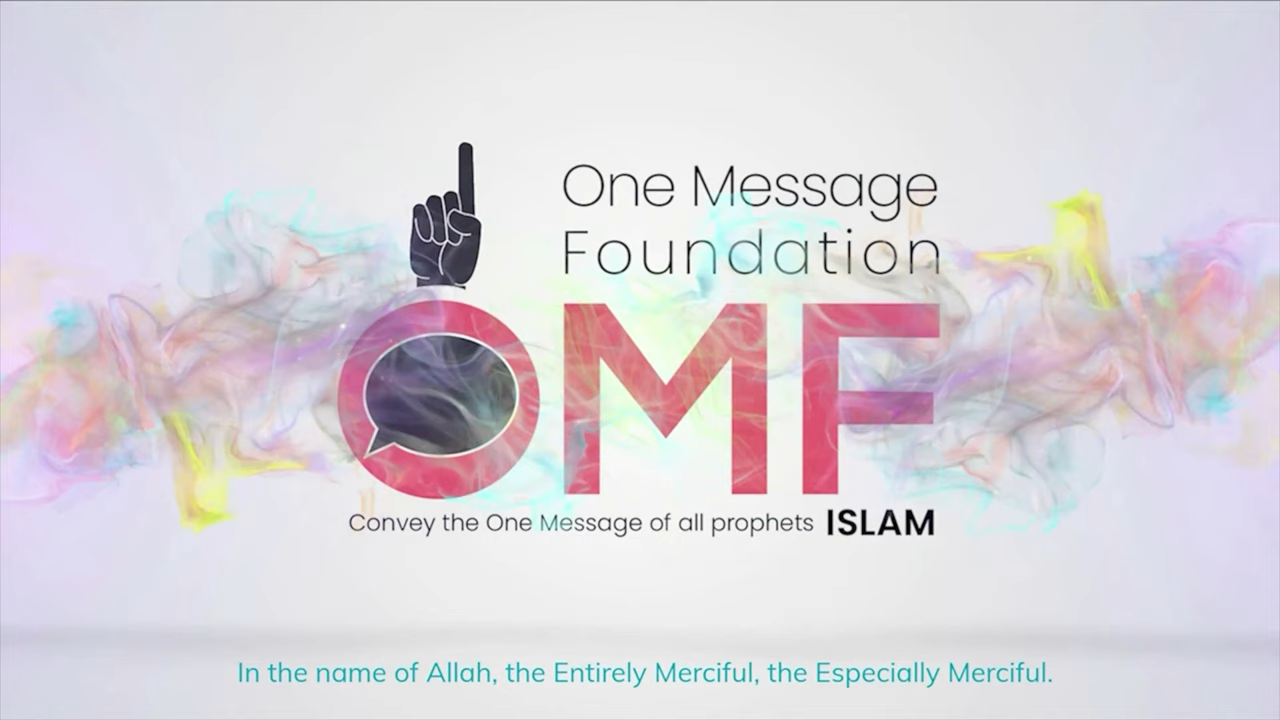 One Message
Foundation
OMF
Convey the One Message of all prophets ISLAM
In the name of Allah, the Entirely Merciful, the Especially Merciful.